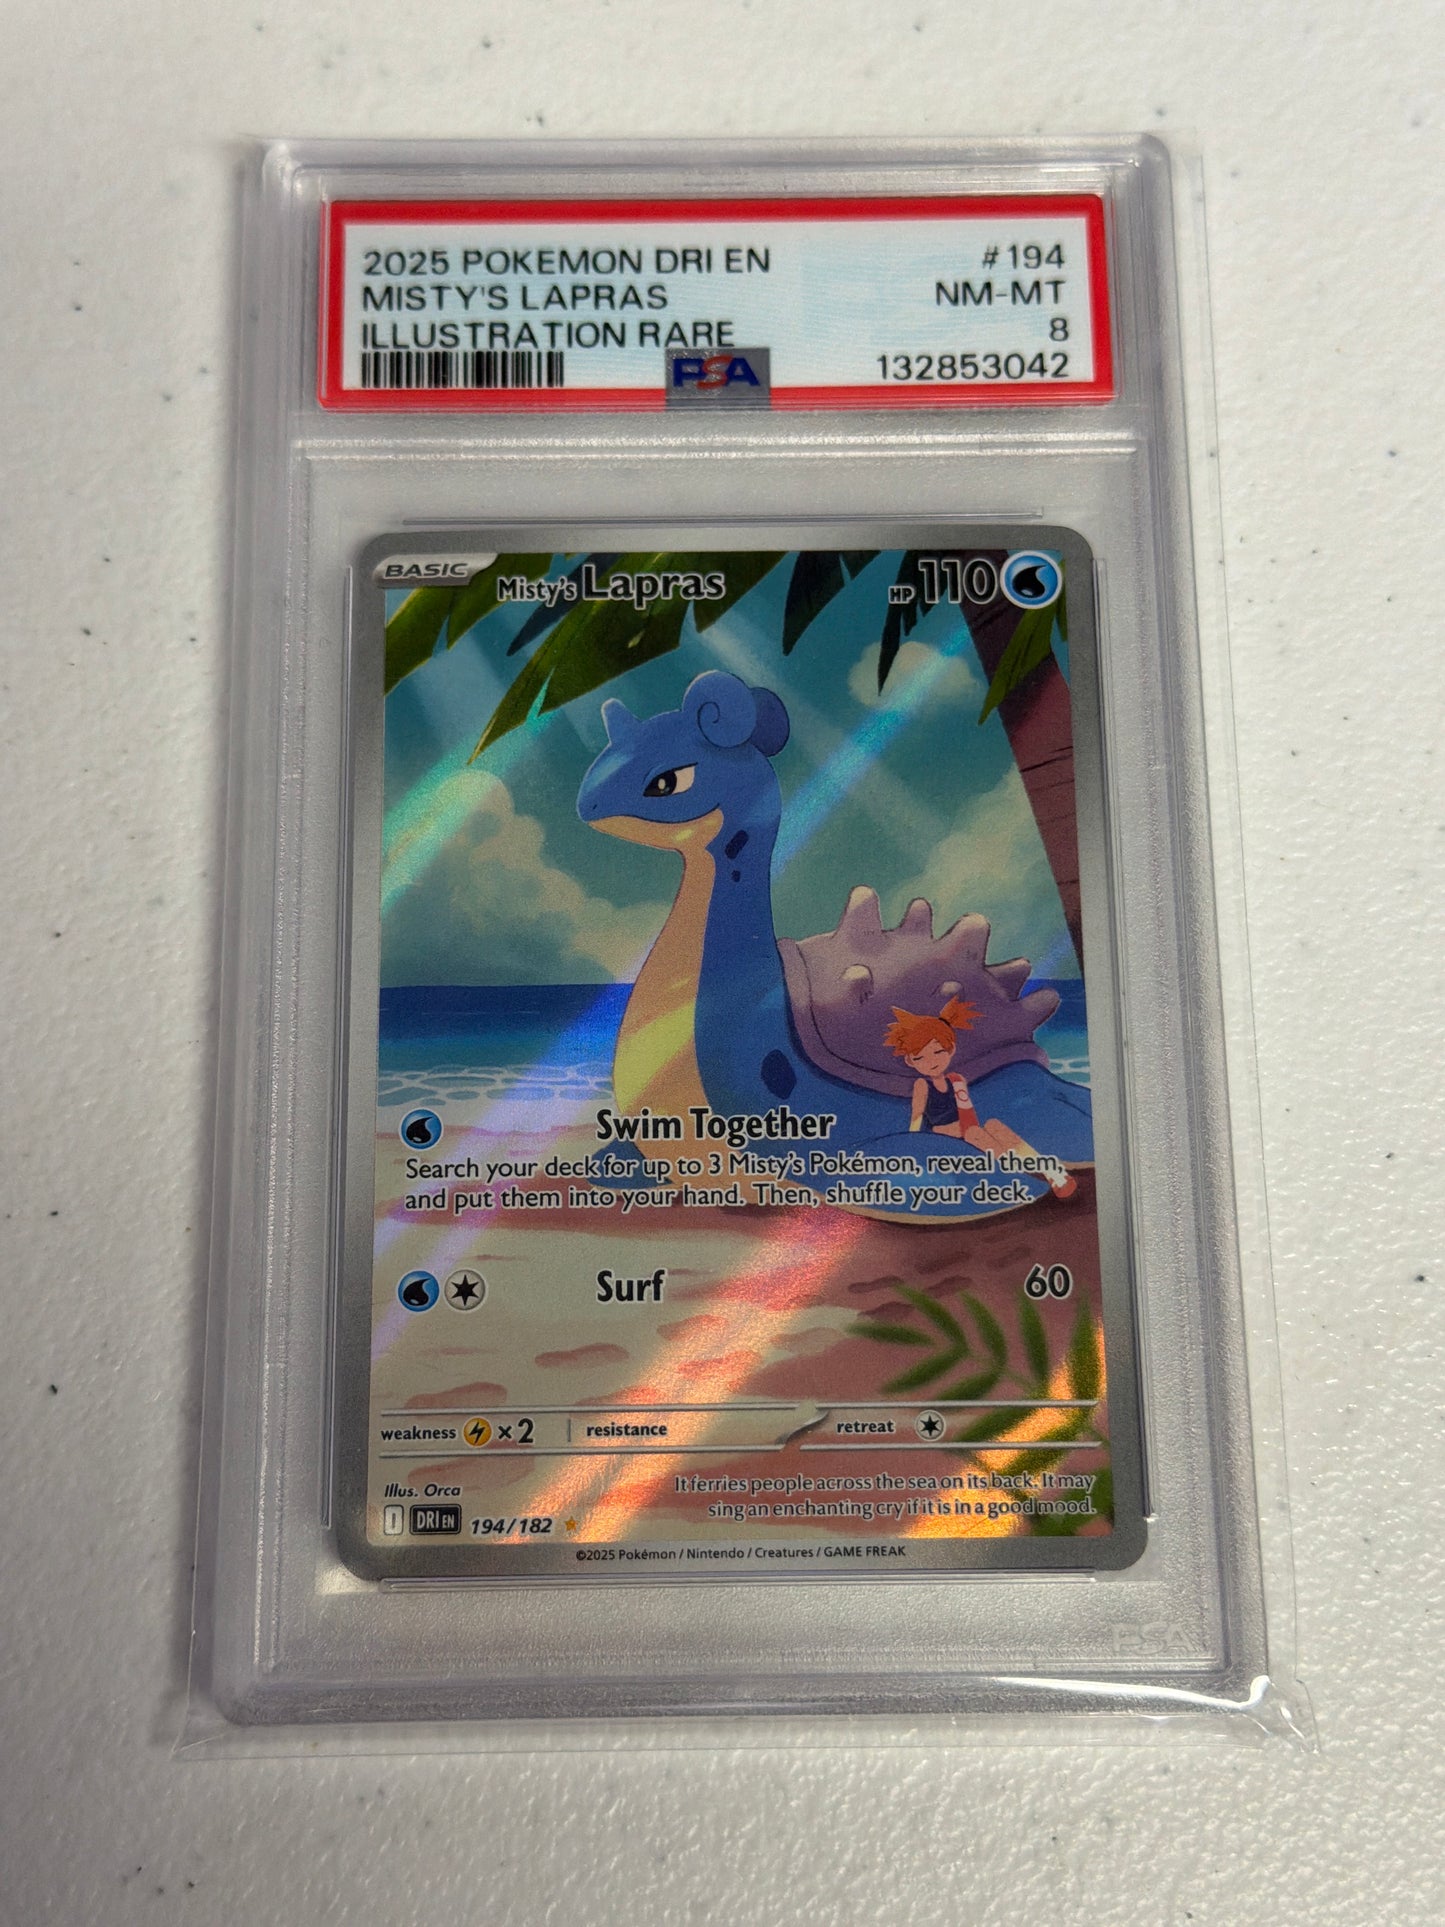 2025 POKEMON DRI EN #194
MISTY'S LAPRAS NM-MT
ILLUSTRATION RARE 8
PSA 132853042
BASIC Misty's Lapras HP 110
Swim Together
Search your deck for up to 3 Misty's Pokémon, reveal them,
and put them into your hand. Then, shuffle your deck.
Surf 60
weakness ×2 resistance retreat
Illus. Orca
It ferries people across the sea on its back. It may
sing an enchanting cry if it is in a good mood.
I DRI EN 194/182
©2025 Pokémon / Nintendo / Creatures / GAME FREAK
PSA